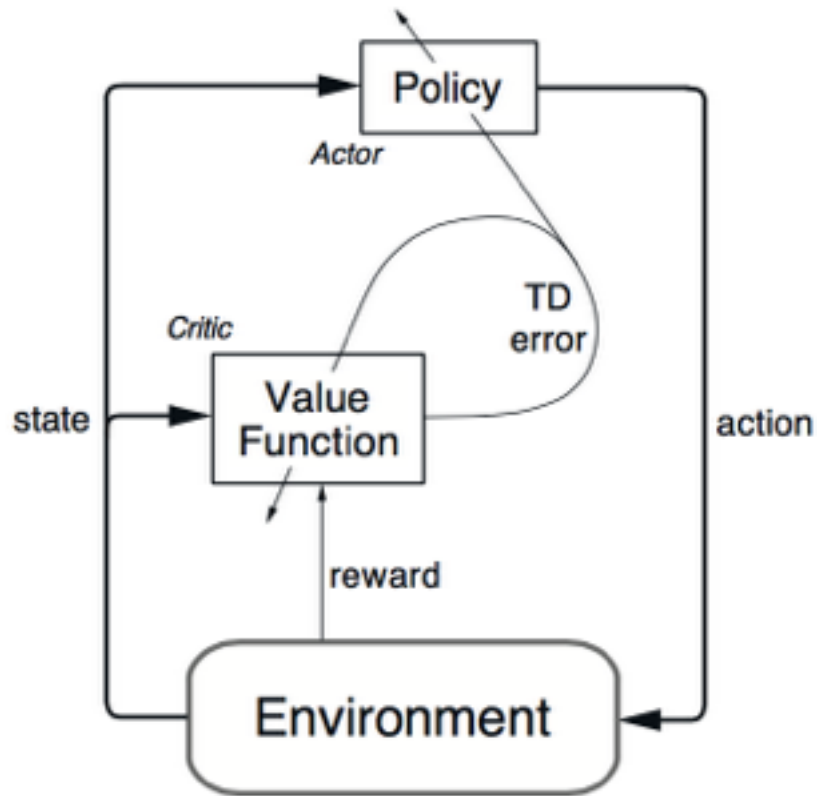 Policy
Actor
TD
error
Critic
Value
Function
state
action
reward
Environment